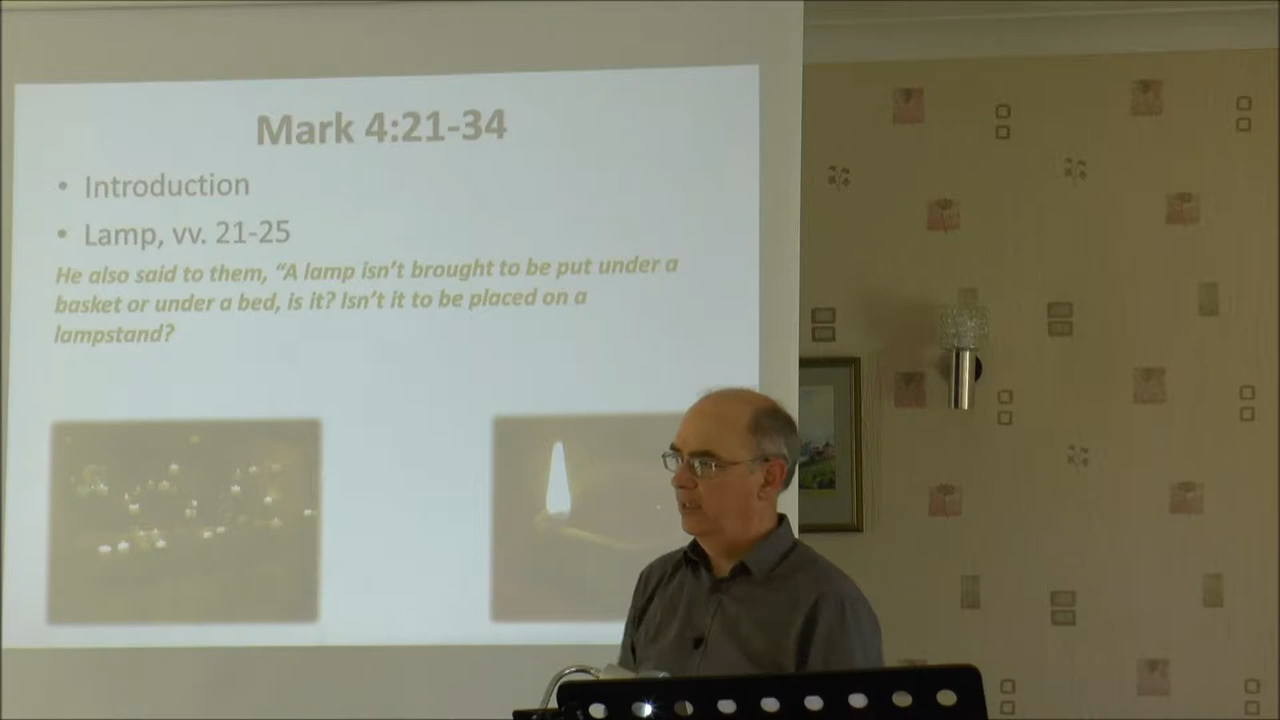 Mark 4:21-34
• Introduction
• Lamp, vv. 21-25
He also said to them, “A lamp isn’t brought to be put under a
basket or under a bed, is it? Isn’t it to be placed on a
lampstand?